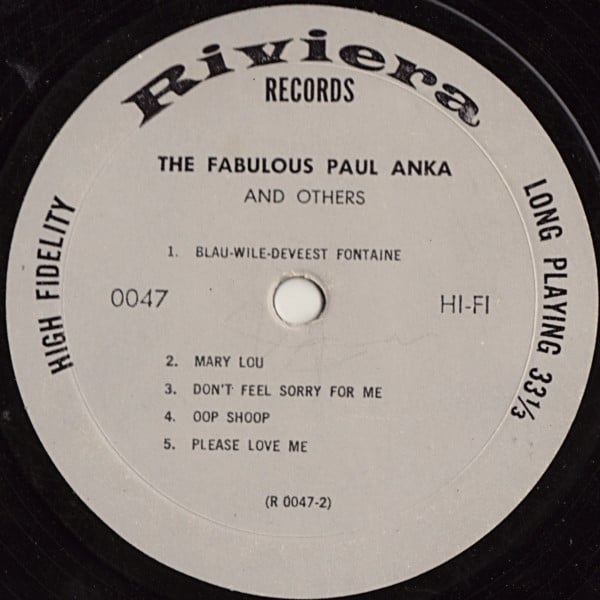 Riviera
RECORDS
THE FABULOUS PAUL ANKA
AND OTHERS
1. BLAU-WILE-DEVEEST FONTAINE
HIGH FIDELITY
0047
HI-FI
LONG PLAYING 33⅓
2. MARY LOU
3. DON'T FEEL SORRY FOR ME
4. OOP SHOOP
5. PLEASE LOVE ME
(R 0047-2)